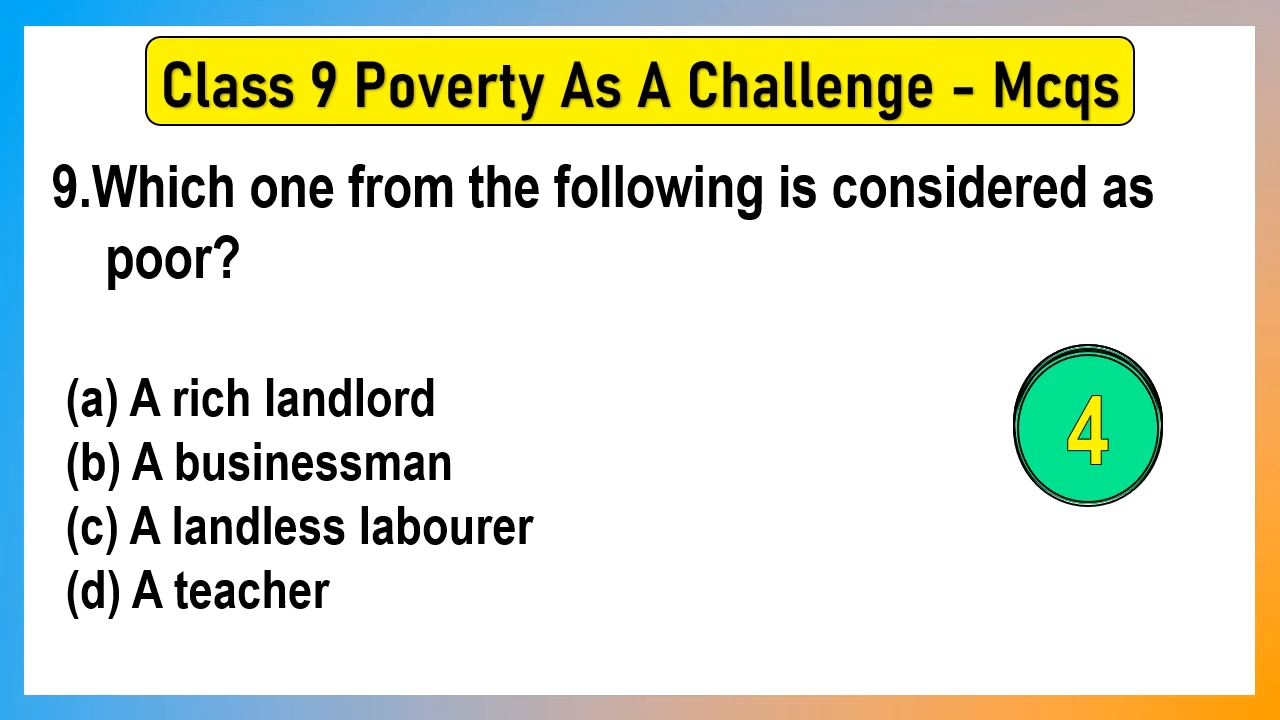 Class 9 Poverty As A Challenge - Mcqs
9.Which one from the following is considered as
poor?
(a) A rich landlord
(b) A businessman
(c) A landless labourer
(d) A teacher
4